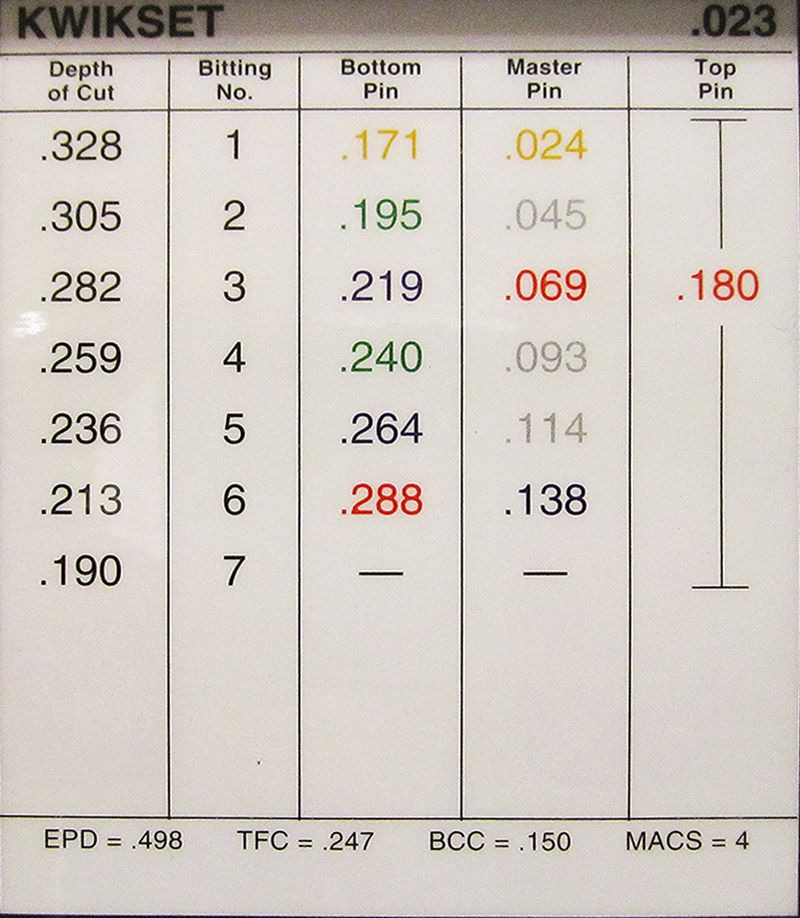 KWIKSET .023
Depth of Cut Bitting No. Bottom Pin Master Pin Top Pin
.328 1 .171 .024
.305 2 .195 .045
.282 3 .219 .069 .180
.259 4 .240 .093
.236 5 .264 .114
.213 6 .288 .138
.190 7 — —
EPD = .498 TFC = .247 BCC = .150 MACS = 4